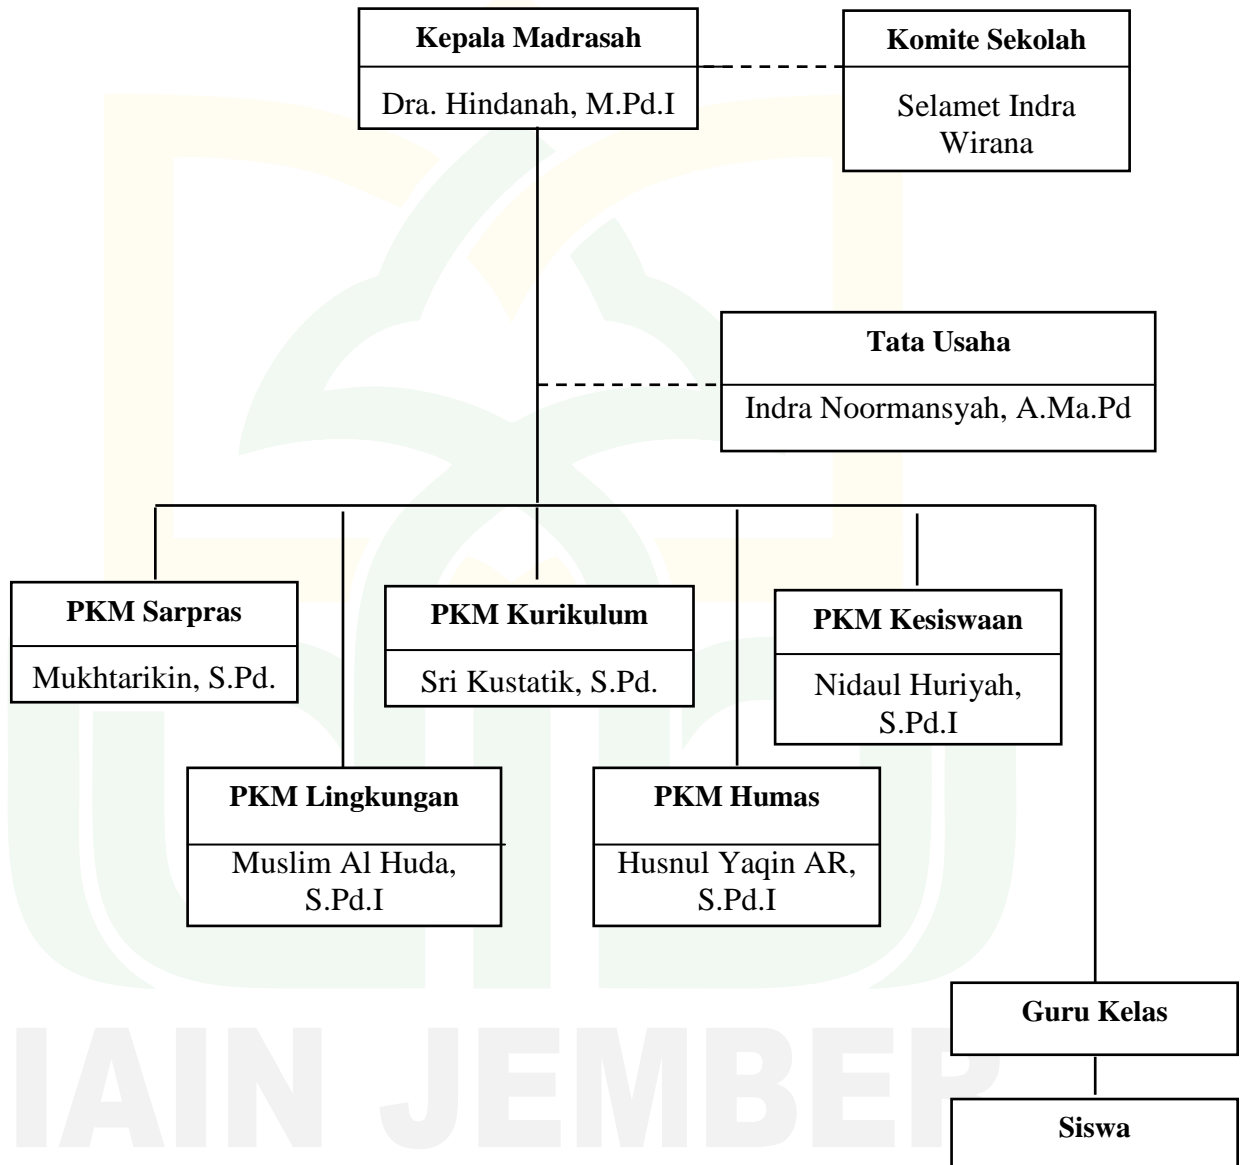 Kepala Madrasah
Dra. Hindanah, M.Pd.I
Komite Sekolah
Selamet Indra
Wirana
Tata Usaha
Indra Noormansyah, A.Ma.Pd
PKM Sarpras
Mukhtarikin, S.Pd.
PKM Kurikulum
Sri Kustatik, S.Pd.
PKM Kesiswaan
Nidaul Huriyah,
S.Pd.I
PKM Lingkungan
Muslim Al Huda,
S.Pd.I
PKM Humas
Husnul Yaqin AR,
S.Pd.I
Guru Kelas
Siswa
IAIN JEMBER